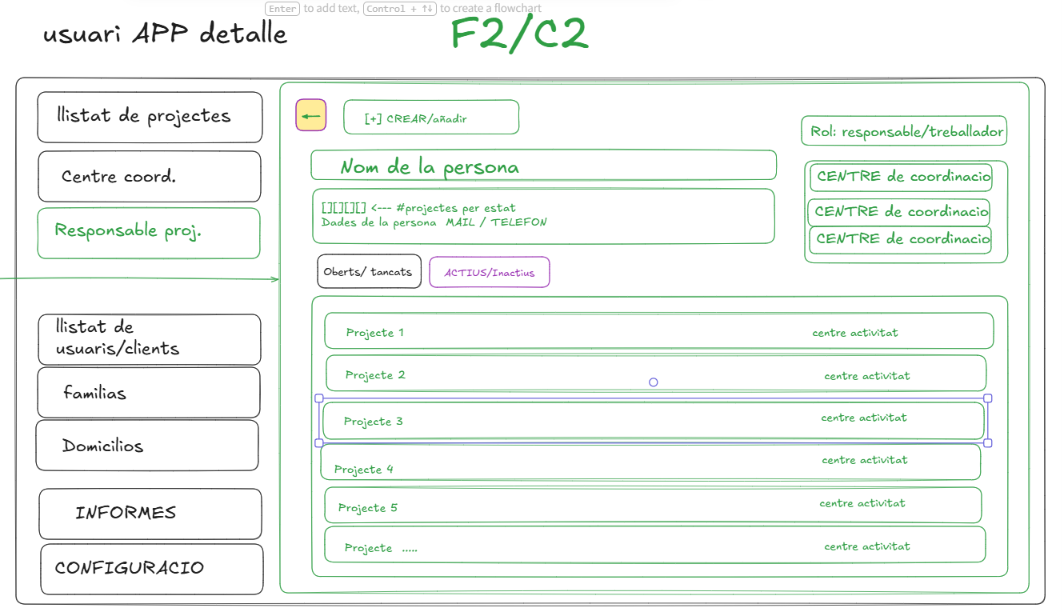 Enter to add text, Control + ↑↓ to create a flowchart
usuari APP detalle
F2/C2
llistat de projectes
Centre coord.
Responsable proj.
llistat de
usuaris/clients
familias
Domicilios
INFORMES
CONFIGURACIO
←
[+] CREAR/añadir
Rol: responsable/treballador
Nom de la persona
CENTRE de coordinacio
CENTRE de coordinacio
CENTRE de coordinacio
[][][][] <--- #projectes per estat
Dades de la persona MAIL / TELEFON
Oberts/ tancats
ACTIUS/Inactius
Projecte 1 centre activitat
Projecte 2 centre activitat
Projecte 3 centre activitat
Projecte 4 centre activitat
Projecte 5 centre activitat
Projecte ..... centre activitat